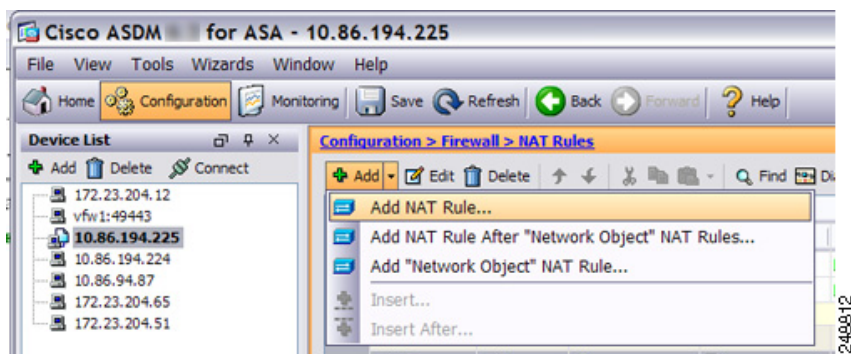 Cisco ASDM for ASA - 10.86.194.225
File View Tools Wizards Window Help
Home Configuration Monitoring Save Refresh Back Forward Help
Device List
Configuration > Firewall > NAT Rules
Add Delete Connect
Add Edit Delete Find
172.23.204.12
vfw1:49443
10.86.194.225
10.86.194.224
10.86.94.87
172.23.204.65
172.23.204.51
Add NAT Rule...
Add NAT Rule After "Network Object" NAT Rules...
Add "Network Object" NAT Rule...
Insert...
Insert After...
248812